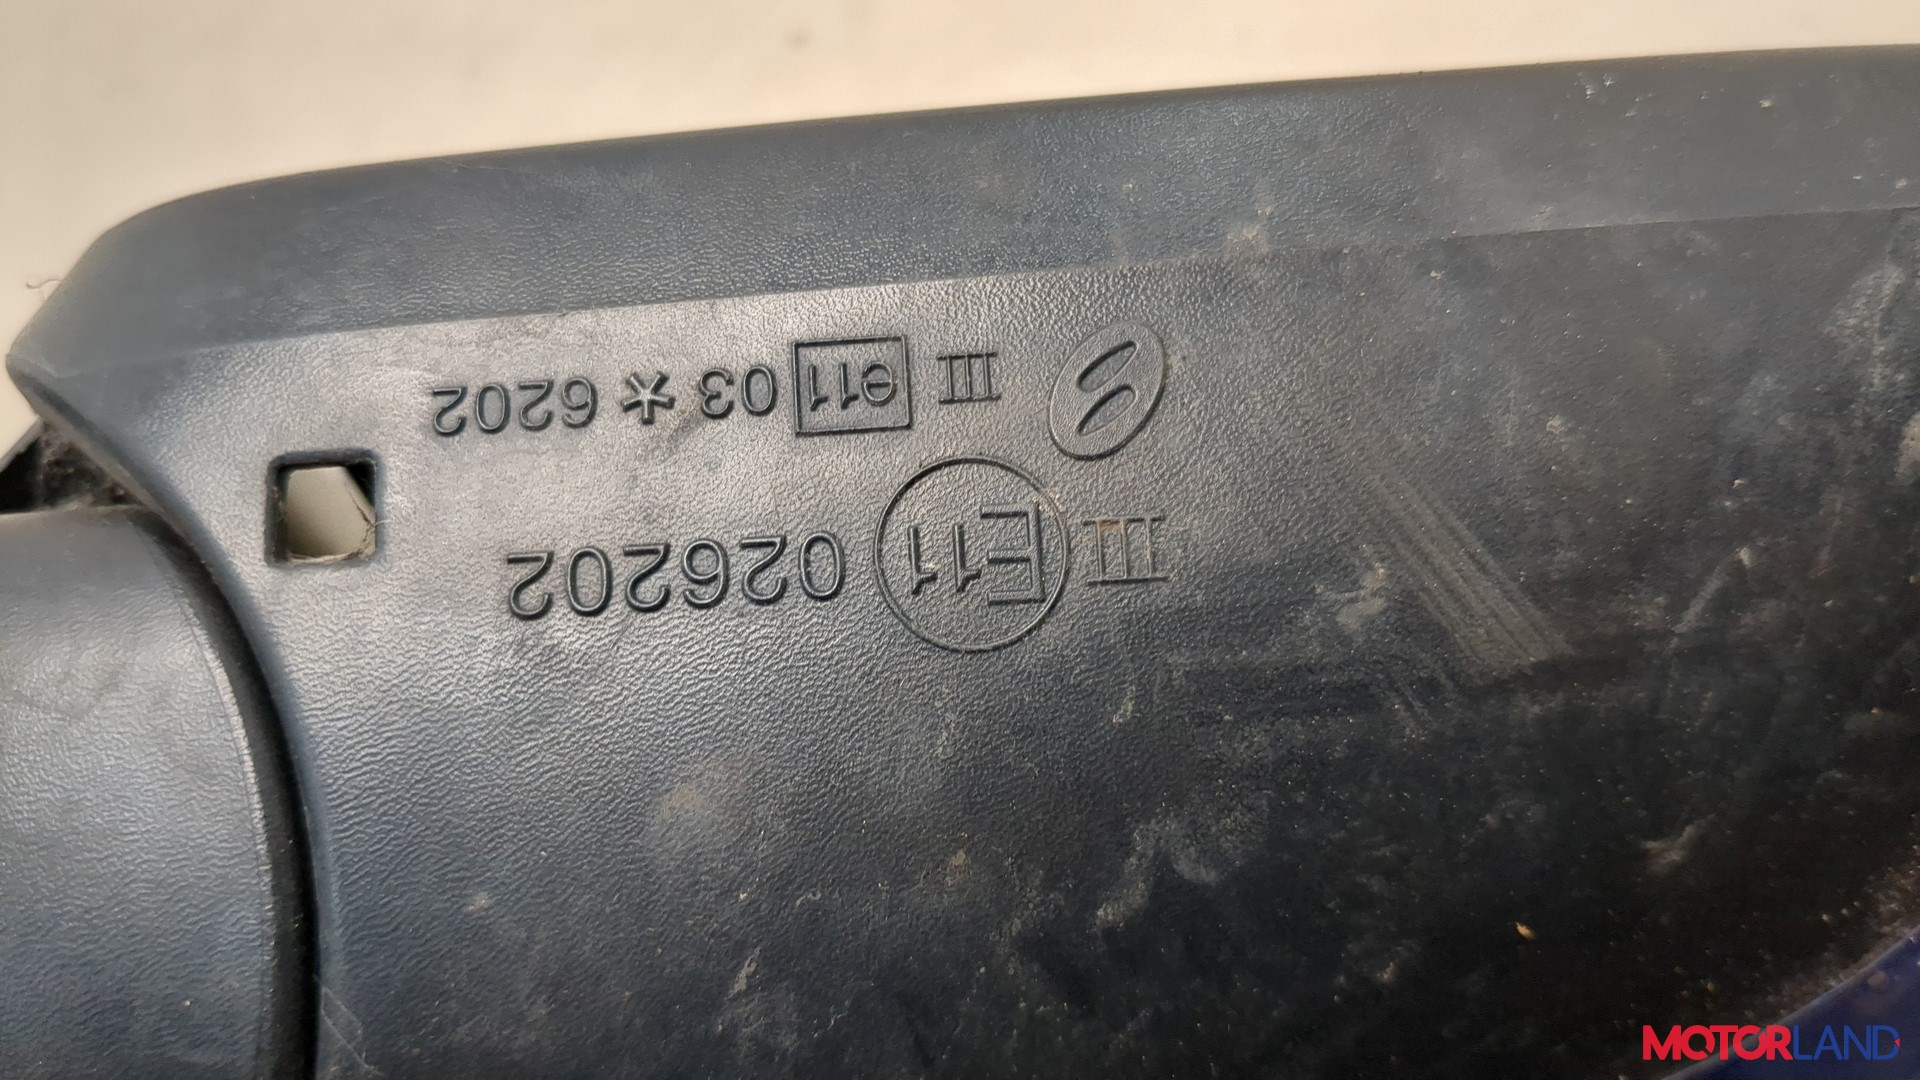 III E11 026202
III e11 03 * 6202
MOTORLAND